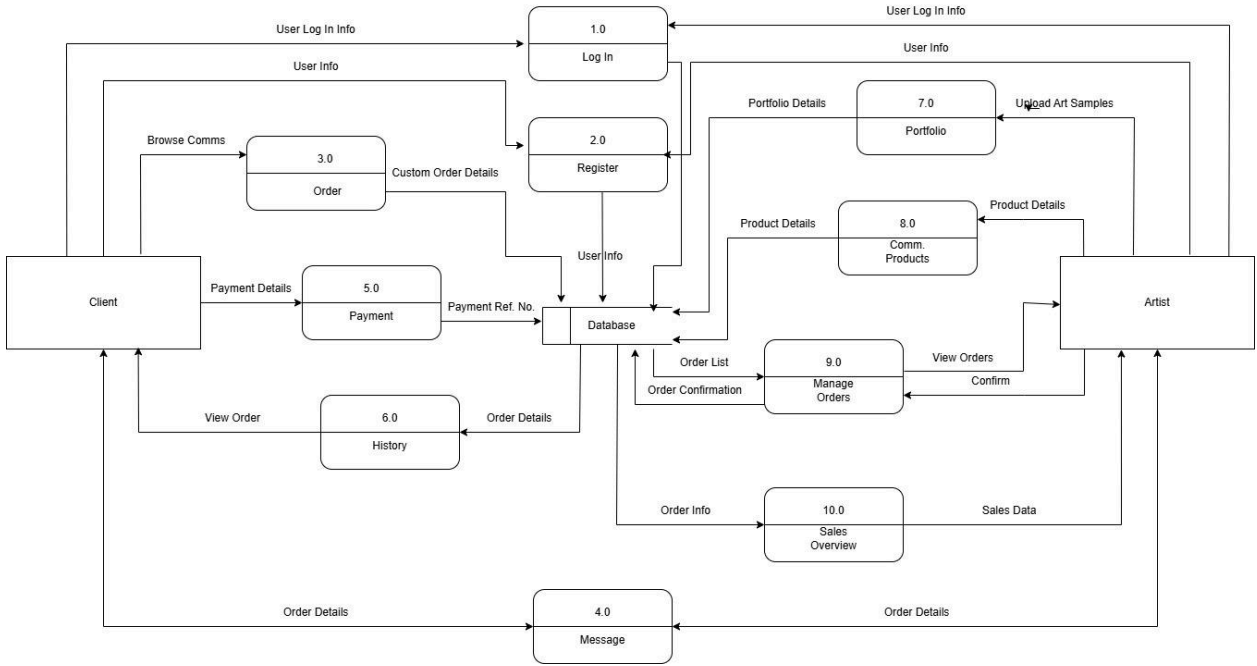 User Log In Info
1.0
Log In
User Log In Info
User Info
User Info
Portfolio Details
7.0
Portfolio
Upload Art Samples
Browse Comms
3.0
Order
Custom Order Details
2.0
Register
Product Details
8.0
Comm.
Products
Product Details
User Info
Client
Payment Details
5.0
Payment
Payment Ref. No.
Database
Artist
Order List
9.0
Manage
Orders
View Orders
Order Confirmation
Confirm
View Order
6.0
History
Order Details
Order Info
10.0
Sales
Overview
Sales Data
Order Details
4.0
Message
Order Details